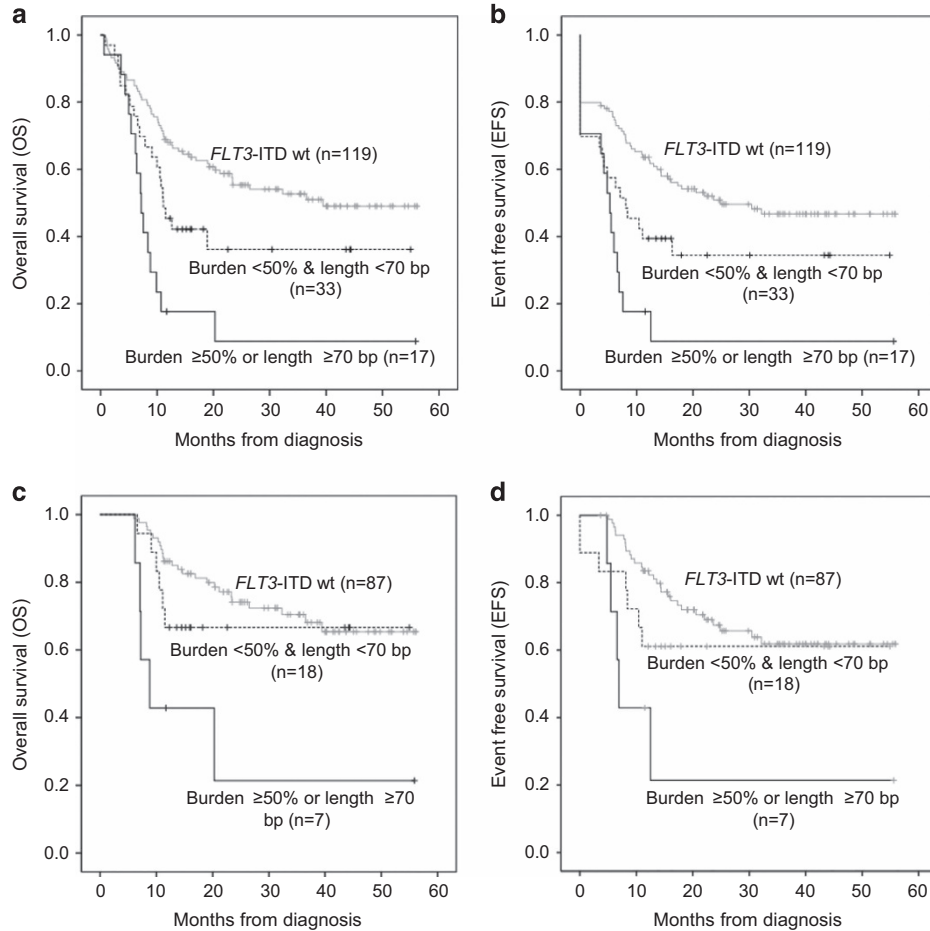 a
1.0
0.8
0.6
0.4
0.2
0.0
Overall survival (OS)
FLT3-ITD wt (n=119)
Burden <50% & length <70 bp
(n=33)
Burden ≥50% or length ≥70 bp (n=17)
0 10 20 30 40 50 60
Months from diagnosis
b
1.0
0.8
0.6
0.4
0.2
0.0
Event free survival (EFS)
FLT3-ITD wt (n=119)
Burden <50% & length <70 bp
(n=33)
Burden ≥50% or length ≥70 bp (n=17)
0 10 20 30 40 50 60
Months from diagnosis
c
1.0
0.8
0.6
0.4
0.2
0.0
Overall survival (OS)
FLT3-ITD wt (n=87)
Burden <50% & length <70 bp
(n=18)
Burden ≥50% or length ≥70
bp (n=7)
0 10 20 30 40 50 60
Months from diagnosis
d
1.0
0.8
0.6
0.4
0.2
0.0
Event free survival (EFS)
FLT3-ITD wt (n=87)
Burden <50% & length <70 bp
(n=18)
Burden ≥50% or length ≥70 bp
(n=7)
0 10 20 30 40 50 60
Months from diagnosis